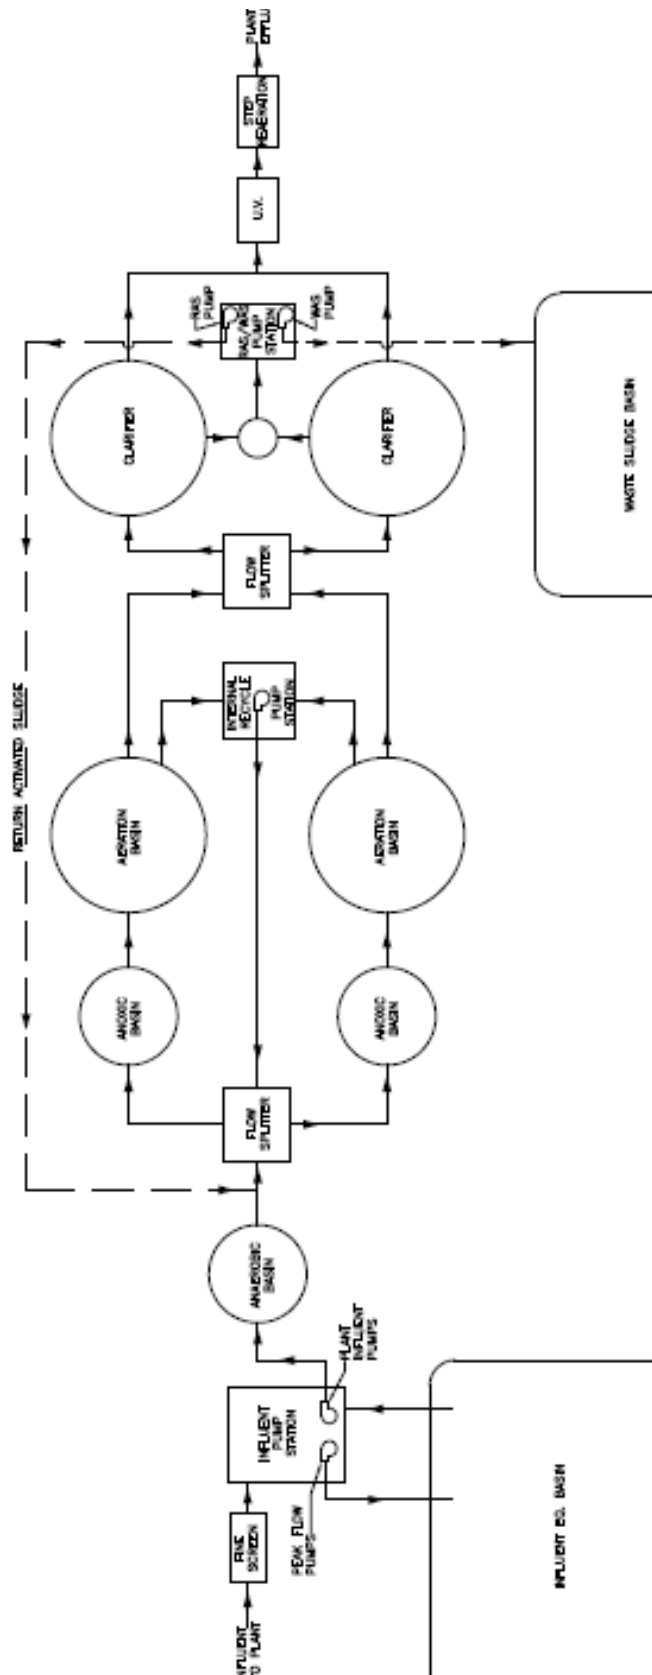 PLANT
EFFLU
STEP
REAERATION
U.V.
RAS
PUMP
RAS/WAS
PUMP
STATION
WAS
PUMP
CLARIFIER
CLARIFIER
WASTE SLUDGE BASIN
FLOW
SPLITTER
RETURN ACTIVATED SLUDGE
INTERNAL
RECYCLE
PUMP
STATION
AERATION
BASIN
AERATION
BASIN
ANOXIC
BASIN
ANOXIC
BASIN
FLOW
SPLITTER
ANAEROBIC
BASIN
PLANT
INFLUENT
PUMPS
INFLUENT
PUMP
STATION
PEAK FLOW
PUMPS
FINE
SCREEN
INFLUENT EQ. BASIN
NFLUENT
TO PLANT